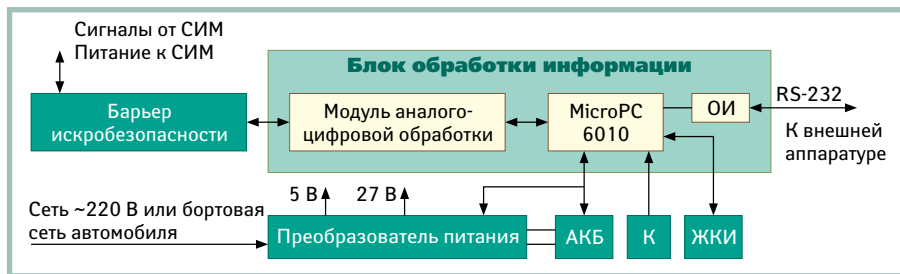 Сигналы от СИМ
Питание к СИМ
Блок обработки информации
Барьер
искробезопасности
Модуль аналого-
цифровой обработки
MicroPC
6010
ОИ
RS-232
К внешней
аппаратуре
5 В
27 В
Сеть ~220 В или бортовая
сеть автомобиля
Преобразователь питания
АКБ
К
ЖКИ